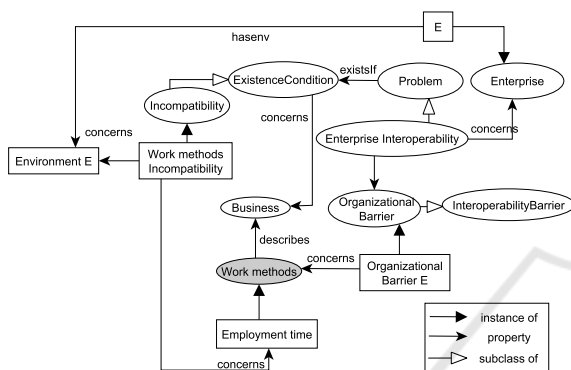 E
hasenv
ExistenceCondition
existsIf
Problem
Enterprise
Incompatibility
concerns
concerns
Enterprise Interoperability
concerns
Environment E
Work methods
Incompatibility
Business
Organizational
Barrier
InteroperabilityBarrier
describes
Work methods
concerns
Organizational
Barrier E
Employment time
concerns
instance of
property
subclass of